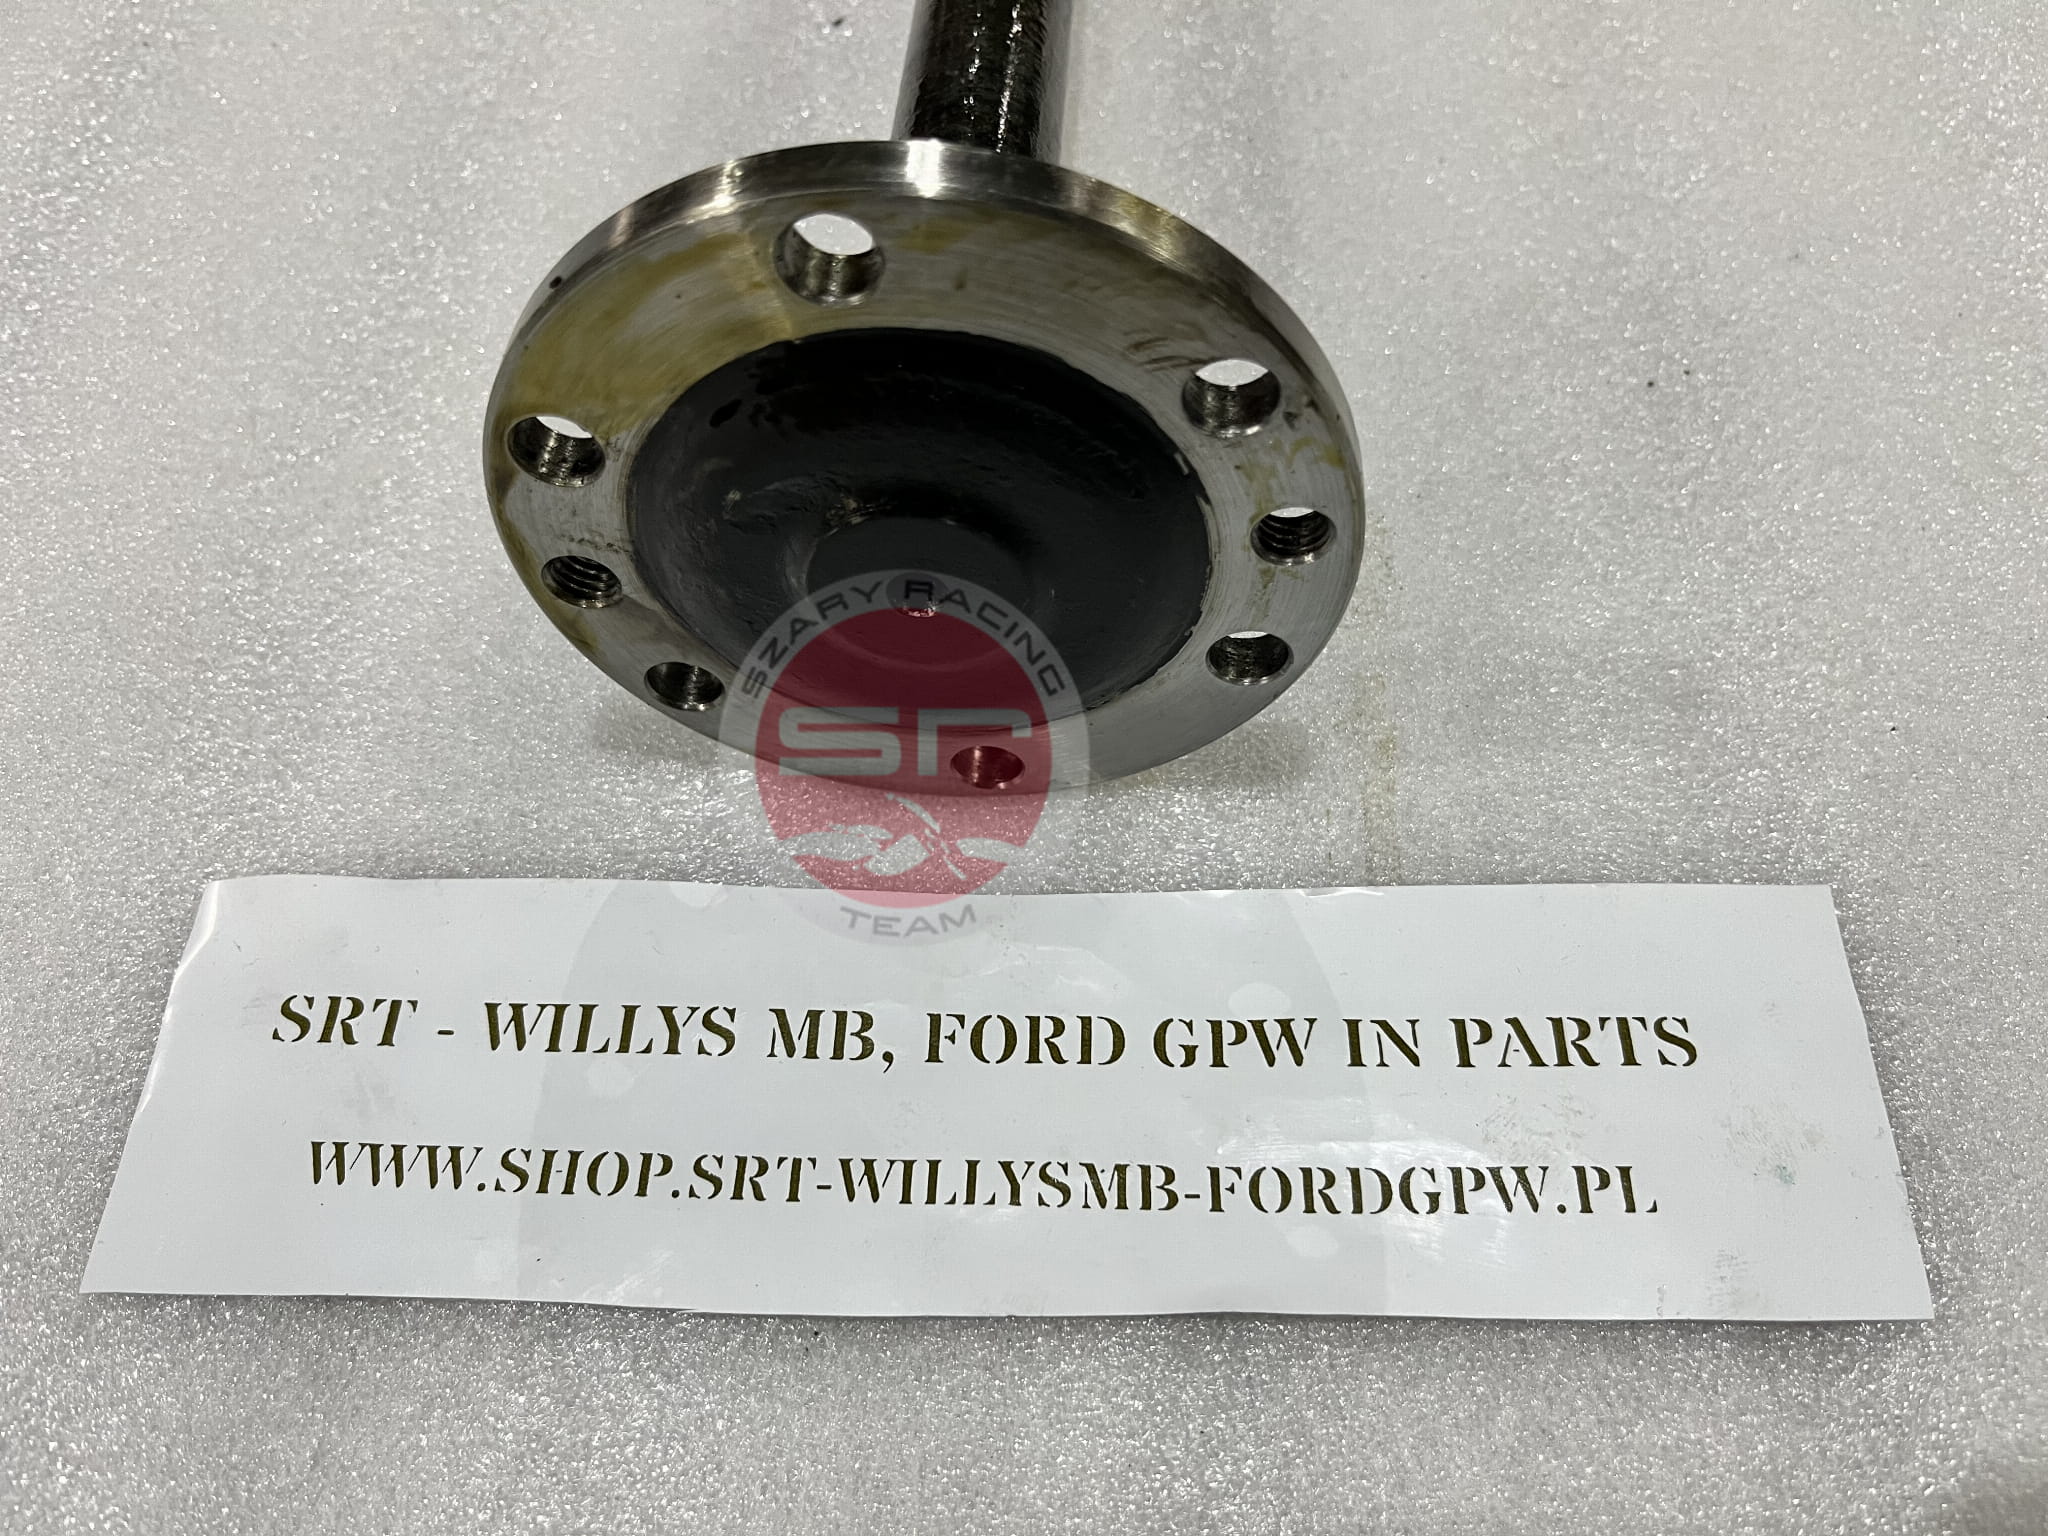 SZARY RACING
SR
TEAM
SRT - WILLYS MB, FORD GPW IN PARTS
WWW.SHOP.SRT-WILLYSMB-FORDGPW.PL